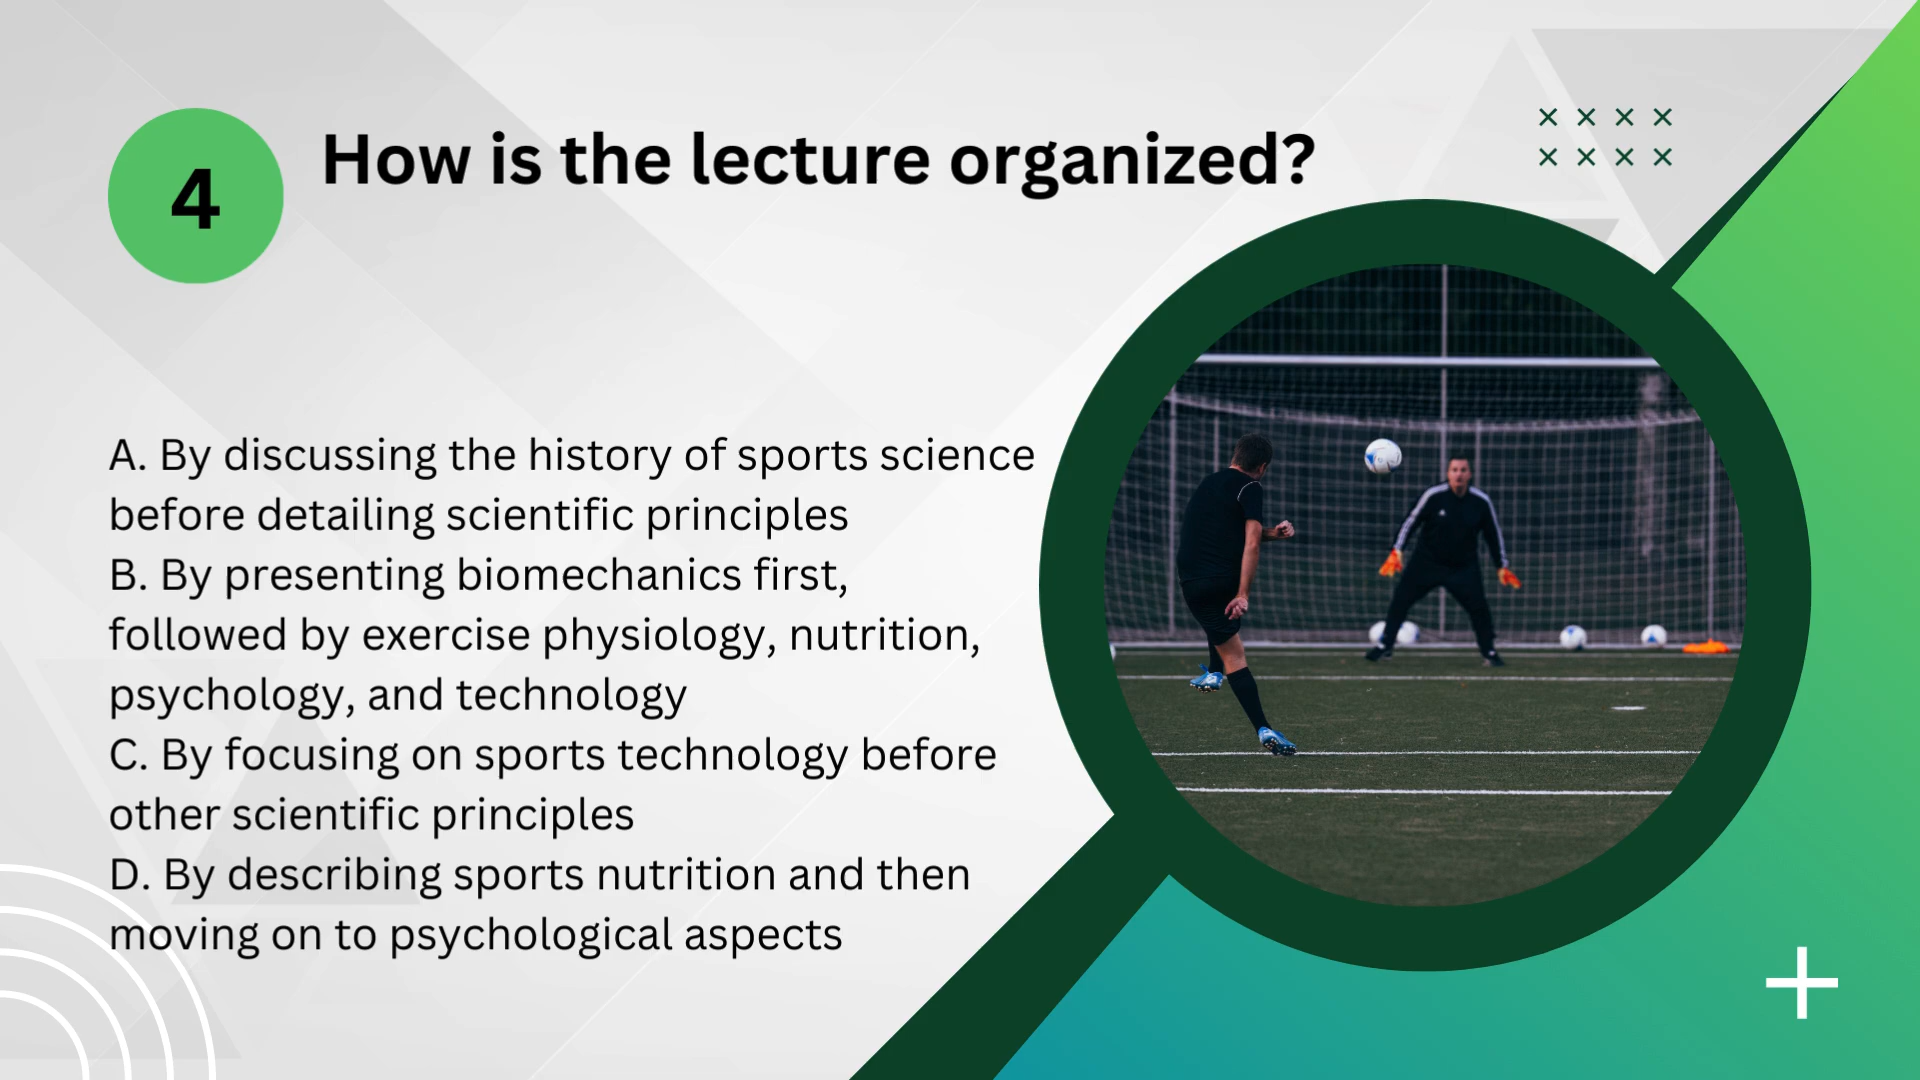 4
How is the lecture organized?
A. By discussing the history of sports science
before detailing scientific principles
B. By presenting biomechanics first,
followed by exercise physiology, nutrition,
psychology, and technology
C. By focusing on sports technology before
other scientific principles
D. By describing sports nutrition and then
moving on to psychological aspects